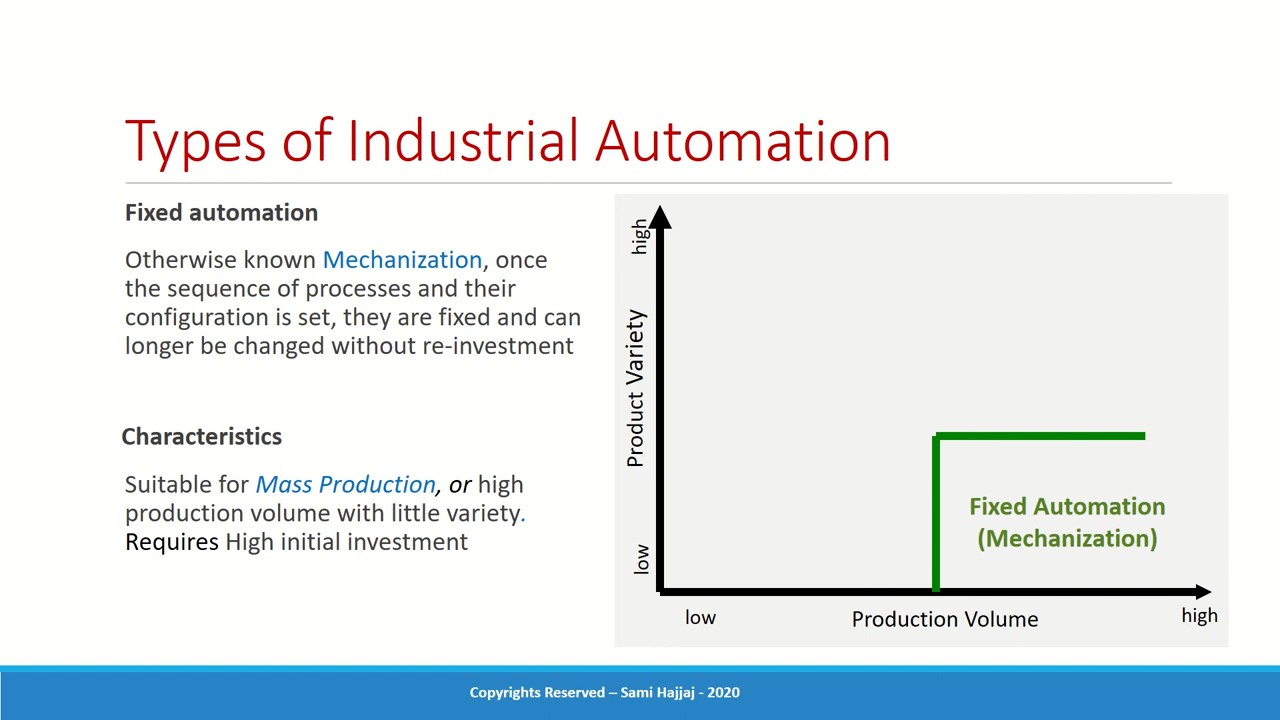 Types of Industrial Automation
Fixed automation
Otherwise known Mechanization, once
the sequence of processes and their
configuration is set, they are fixed and can
longer be changed without re-investment
Characteristics
Suitable for Mass Production, or high
production volume with little variety.
Requires High initial investment
high
Product Variety
low
Fixed Automation
(Mechanization)
low
Production Volume
high
Copyrights Reserved – Sami Hajjaj - 2020